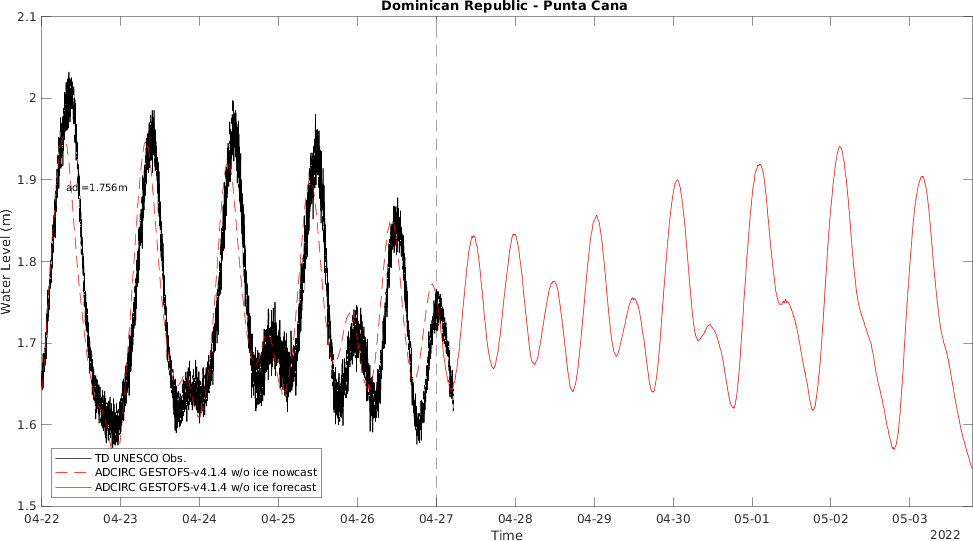 Dominican Republic - Punta Cana
2.1
2
1.9
1.8
1.7
1.6
1.5
Water Level (m)
=1.756m
TD UNESCO Obs.
ADCIRC GESTOFS-v4.1.4 w/o ice nowcast
ADCIRC GESTOFS-v4.1.4 w/o ice forecast
04-22 04-23 04-24 04-25 04-26 04-27 04-28 04-29 04-30 05-01 05-02 05-03
Time
2022